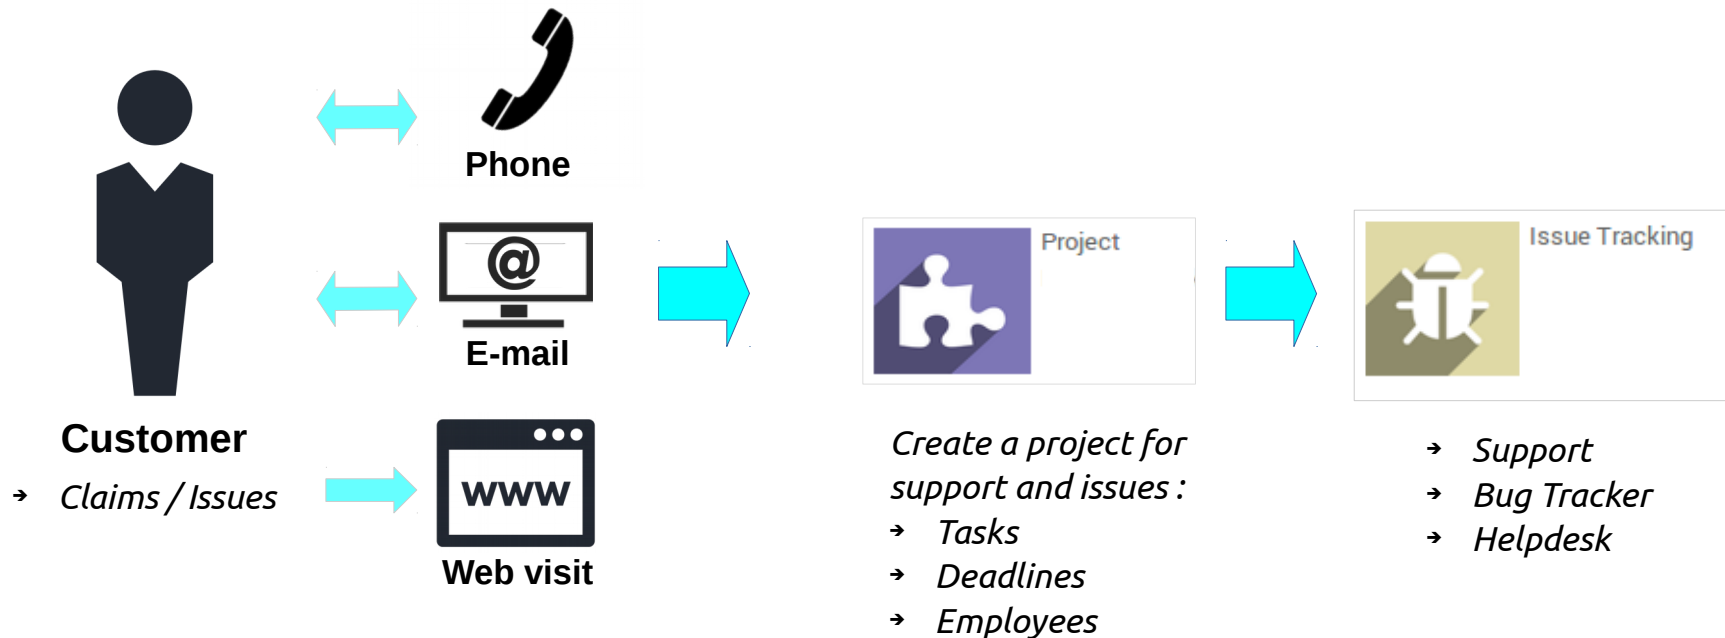 Phone
@
E-mail
Customer
➔ Claims / Issues
www
Web visit
Project
Create a project for
support and issues :
➔ Tasks
➔ Deadlines
➔ Employees
Issue Tracking
➔ Support
➔ Bug Tracker
➔ Helpdesk